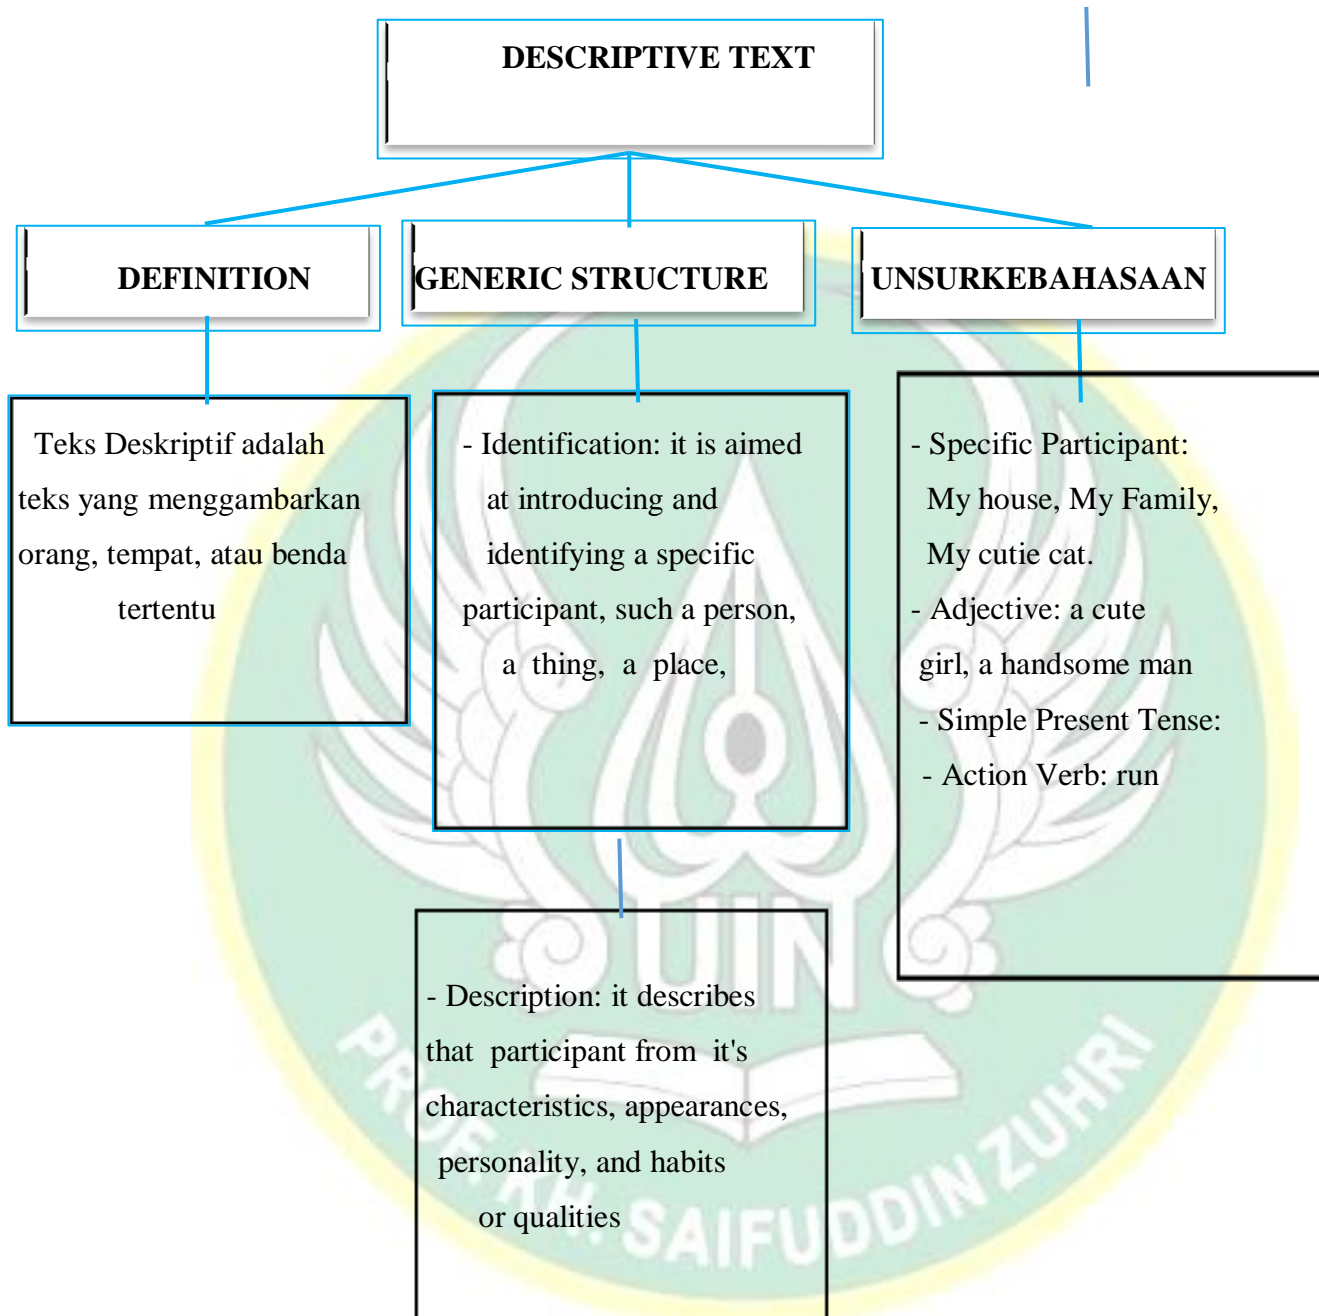 DESCRIPTIVE TEXT
DEFINITION
GENERIC STRUCTURE
UNSURKEBAHASAAN
Teks Deskriptif adalah
teks yang menggambarkan
orang, tempat, atau benda
tertentu
- Identification: it is aimed
at introducing and
identifying a specific
participant, such a person,
a thing, a place,
- Description: it describes
that participant from it's
characteristics, appearances,
personality, and habits
or qualities
- Specific Participant:
My house, My Family,
My cutie cat.
- Adjective: a cute
girl, a handsome man
- Simple Present Tense:
- Action Verb: run
UIN
PROF. KH. SAIFUDDIN ZUHRI